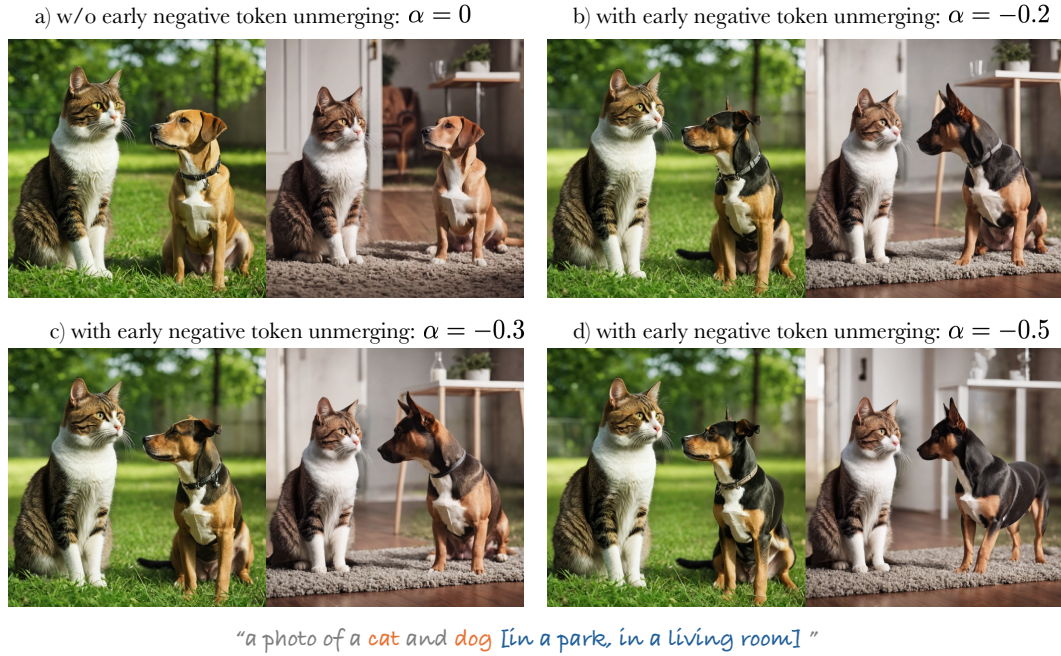 a) w/o early negative token unmerging: α = 0
b) with early negative token unmerging: α = −0.2
c) with early negative token unmerging: α = −0.3
d) with early negative token unmerging: α = −0.5
“a photo of a cat and dog [in a park, in a living room] ”